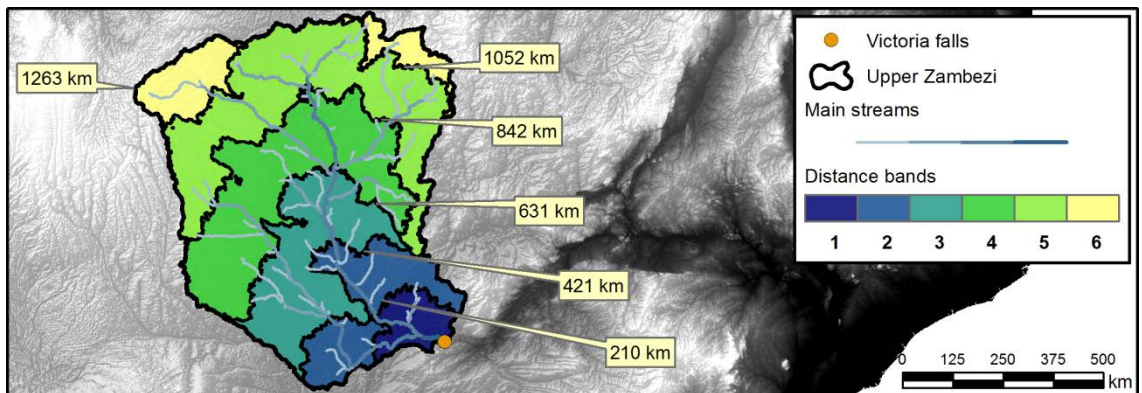 1263 km
1052 km
842 km
631 km
421 km
210 km
Victoria falls
Upper Zambezi
Main streams
Distance bands
1 2 3 4 5 6
0 125 250 375 500
km